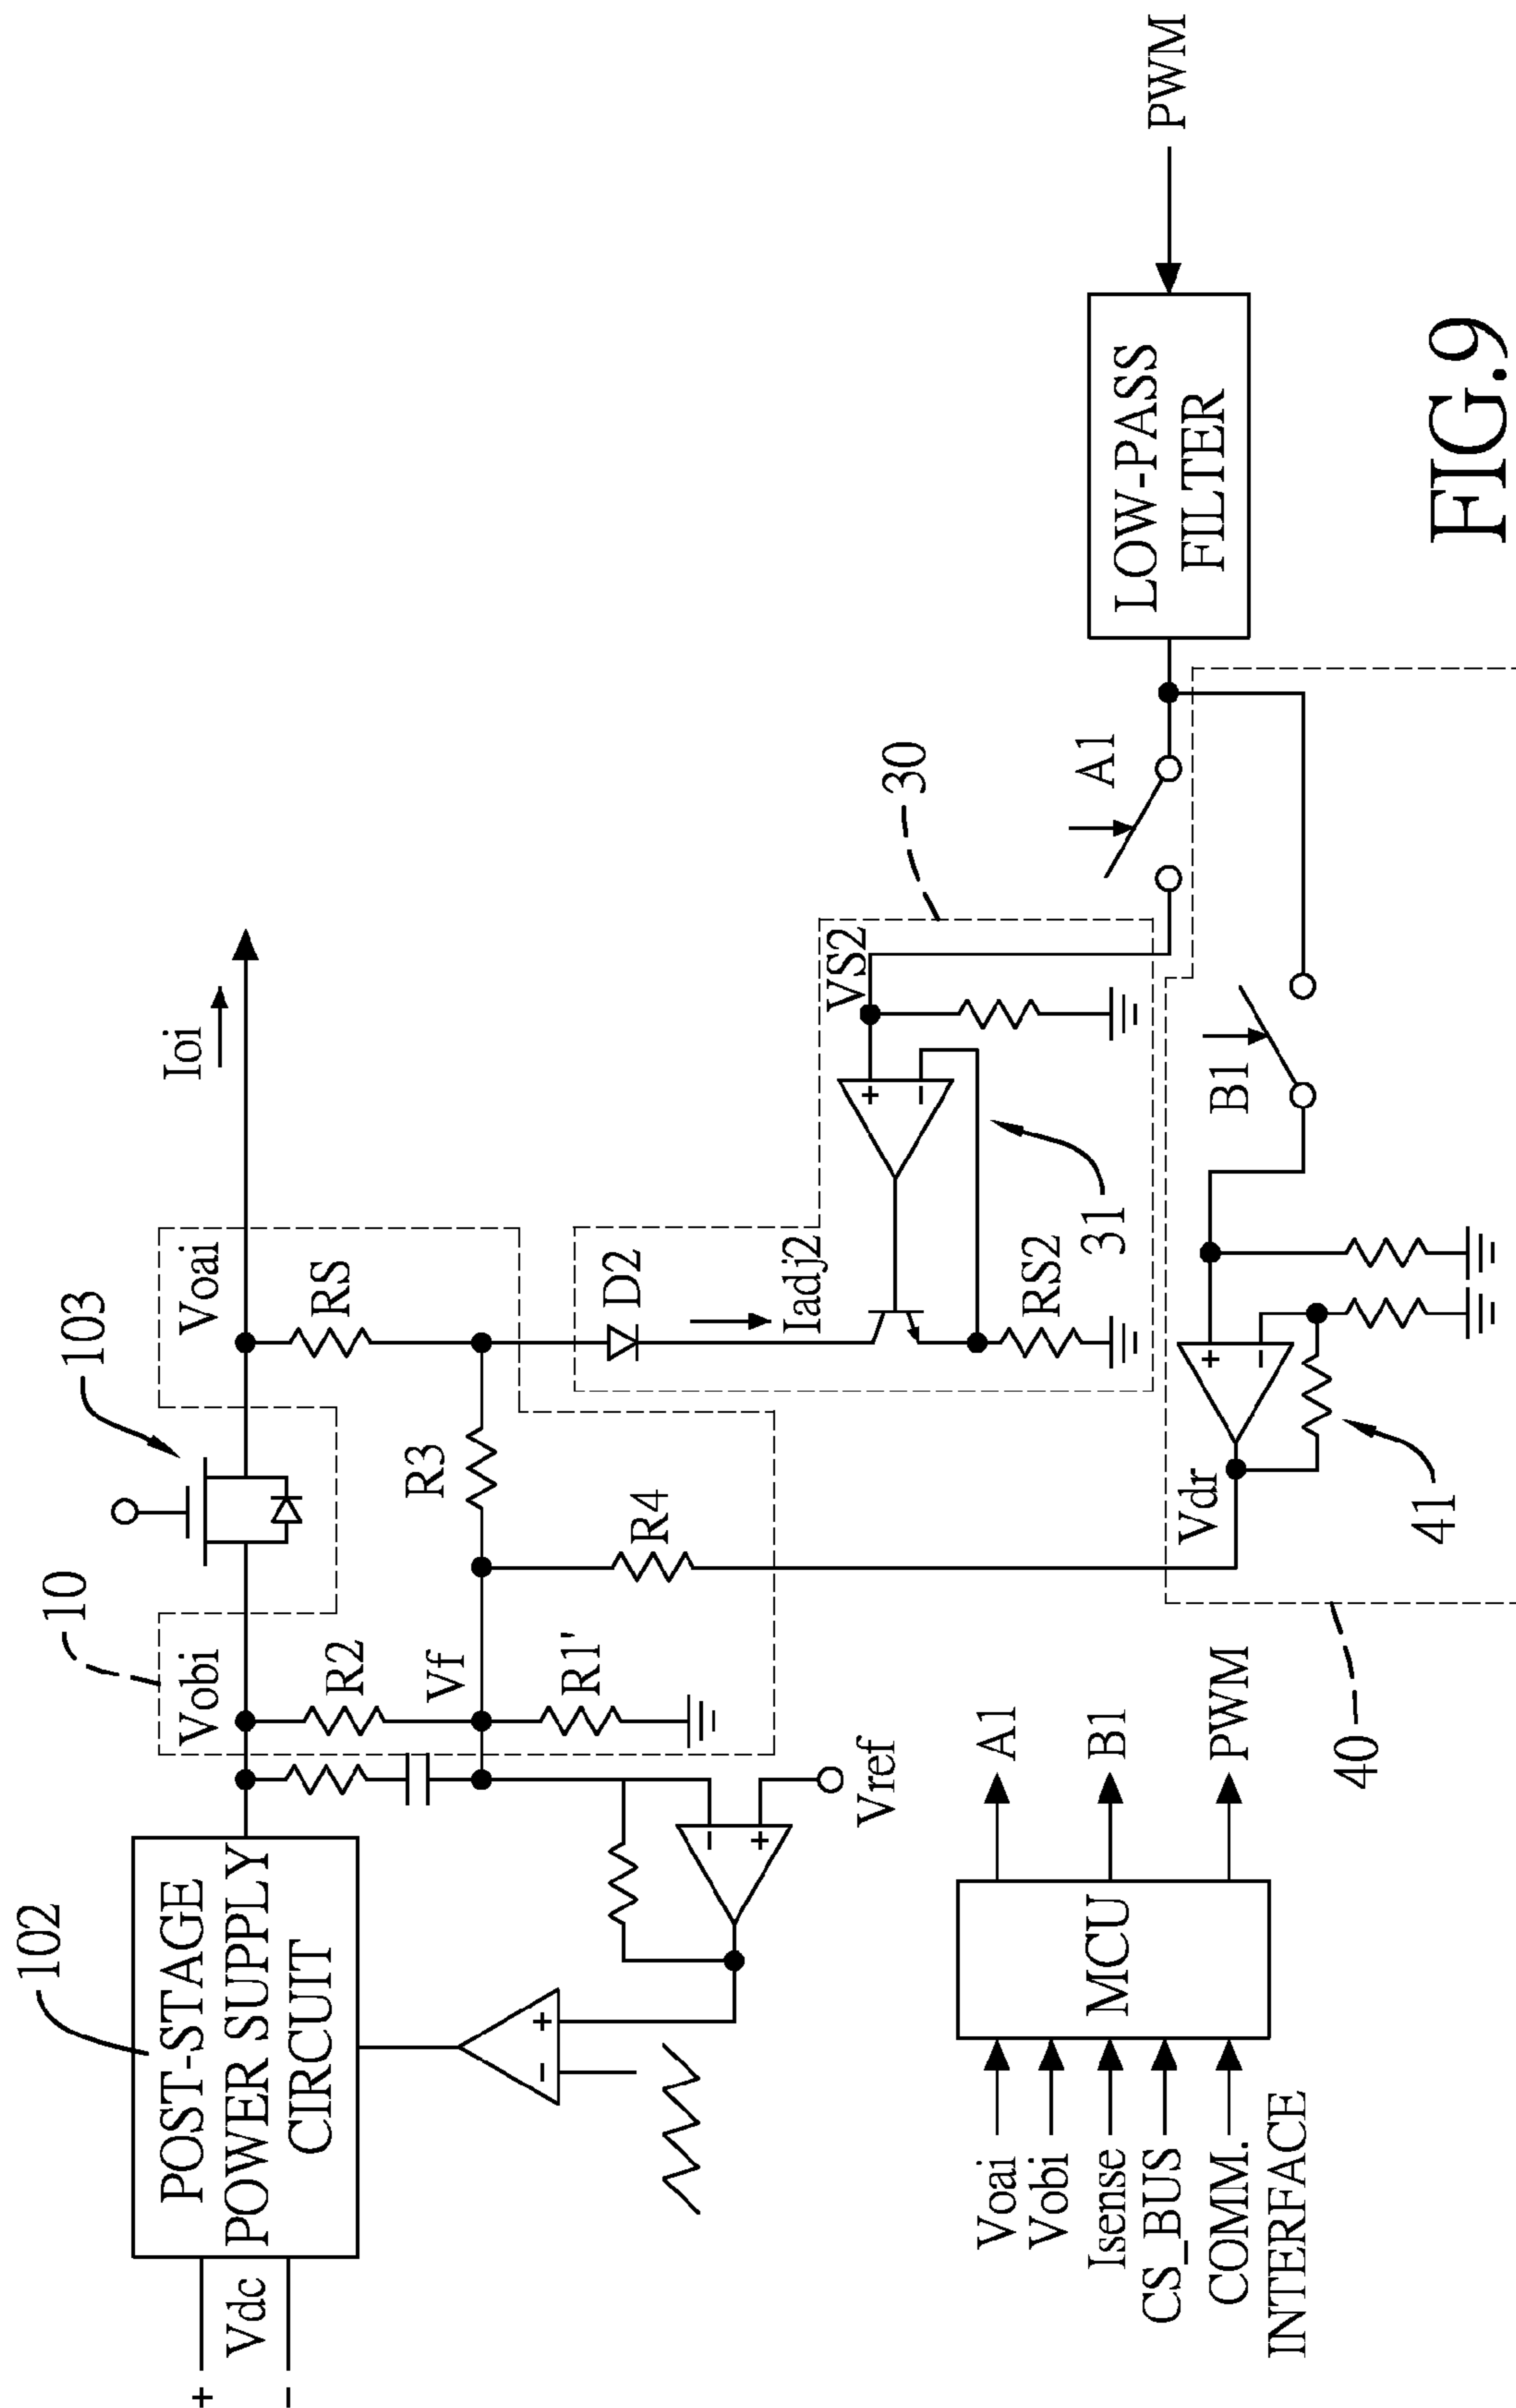 10
103
Ioi
Vobi
Voai
102
POST-STAGE
POWER SUPPLY
CIRCUIT
+
Vdc
-
R2
RS
Vf
R3
R1'
R4
D2
Iadj2
-
+
Vref
+
-
VS2
+
-
30
31
RS2
A1
LOW-PASS
FILTER
PWM
Vdr
+
-
41
B1
40
Voai
Vobi
Isense
CS_BUS
COMM.
INTERFACE
MCU
A1
B1
PWM
FIG.9